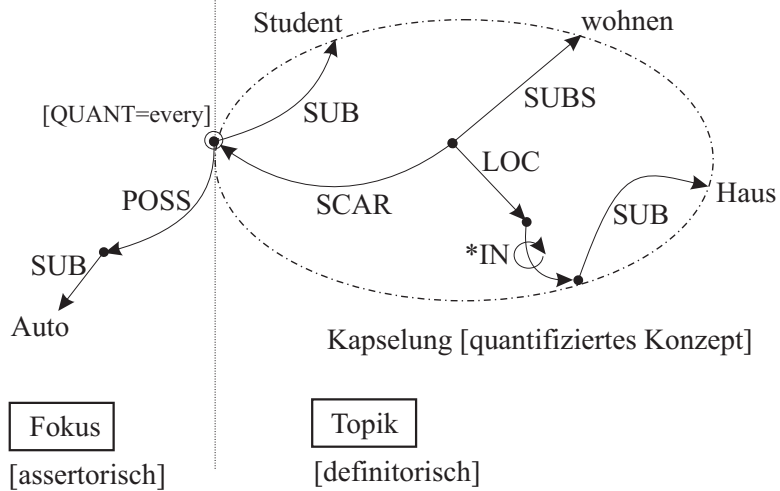 Student
wohnen
SUB
SUBS
[QUANT=every]
LOC
POSS
SCAR
SUB
Haus
*IN
SUB
Auto
Kapselung [quantifiziertes Konzept]
Fokus
Topik
[assertorisch]
[definitorisch]